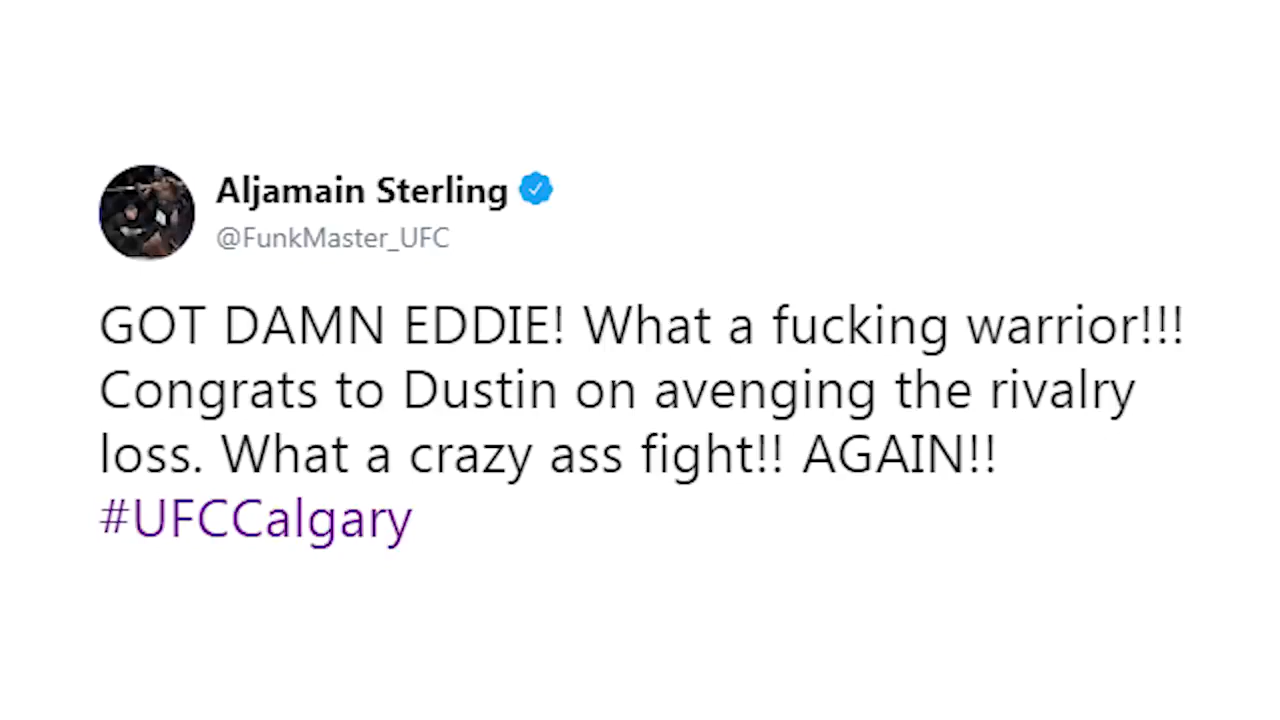 Aljamain Sterling
@FunkMaster_UFC
GOT DAMN EDDIE! What a fucking warrior!!!
Congrats to Dustin on avenging the rivalry
loss. What a crazy ass fight!! AGAIN!!
#UFCCalgary